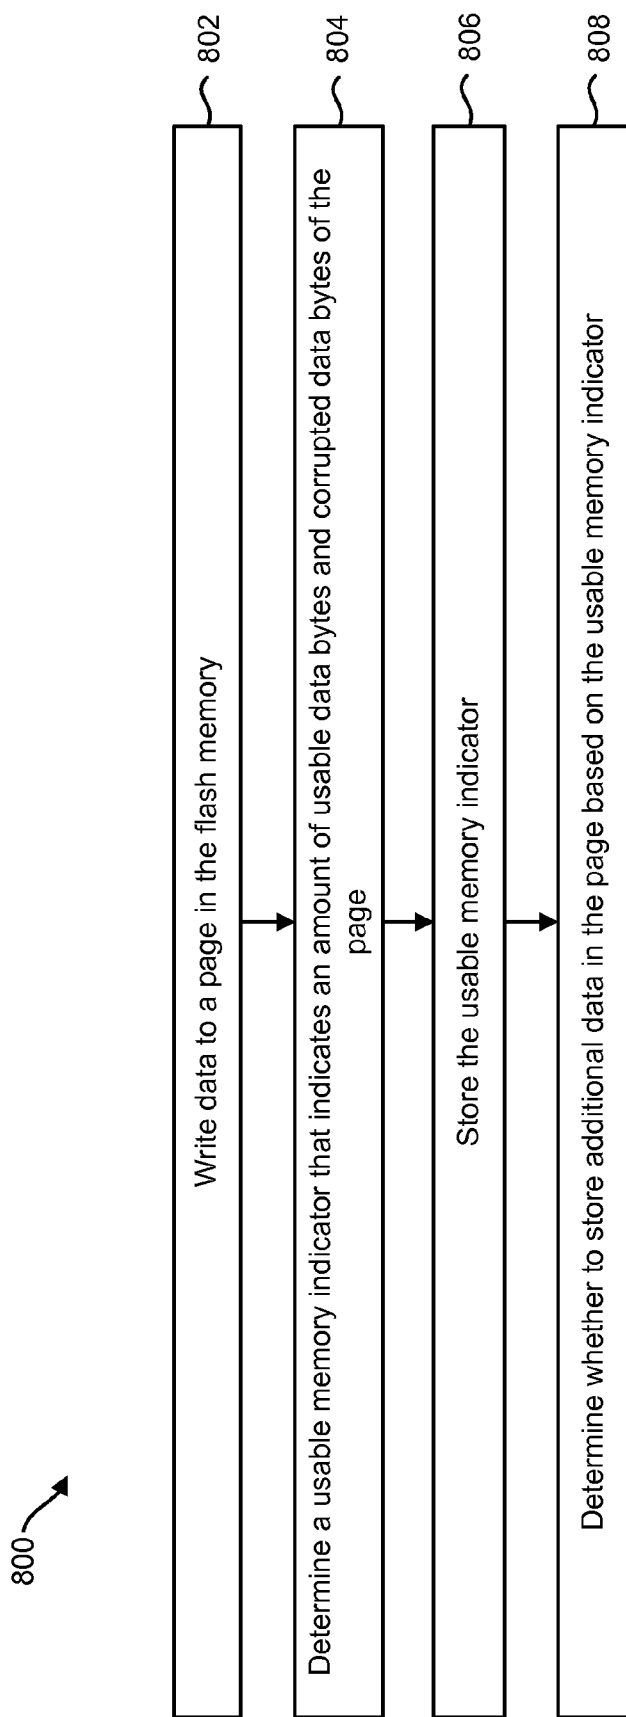 800
Write data to a page in the flash memory
802
Determine a usable memory indicator that indicates an amount of usable data bytes and corrupted data bytes of the
page
804
Store the usable memory indicator
806
Determine whether to store additional data in the page based on the usable memory indicator
808